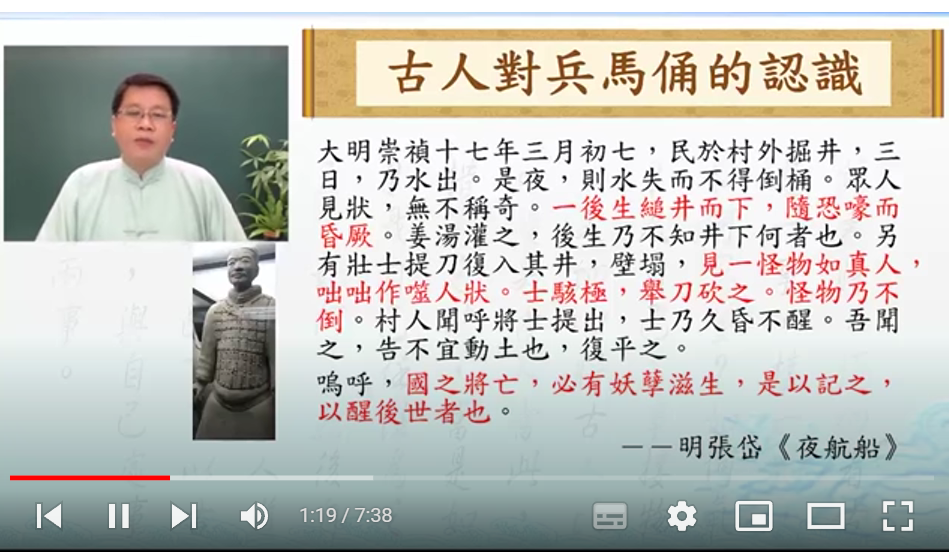 古人對兵馬俑的認識
大明崇禎十七年三月初七，民於村外掘井，三
日，乃水出。是夜，則水失而不得倒桶。眾人
見狀，無不稱奇。一後生縋井而下，隨恐嚎而
昏厥。姜湯灌之，後生乃不知井下何者也。另
有壯士提刀復入其井，壁塌，見一怪物如真人，
咄咄作噬人狀。士駭極，舉刀砍之。怪物乃不
倒。村人聞呼將士提出，士乃久昏不醒。吾聞
之，告不宜動土也，復平之。
嗚呼，國之將亡，必有妖孽滋生，是以記之，
以醒後世者也。
——明張岱《夜航船》
1:19 / 7:38